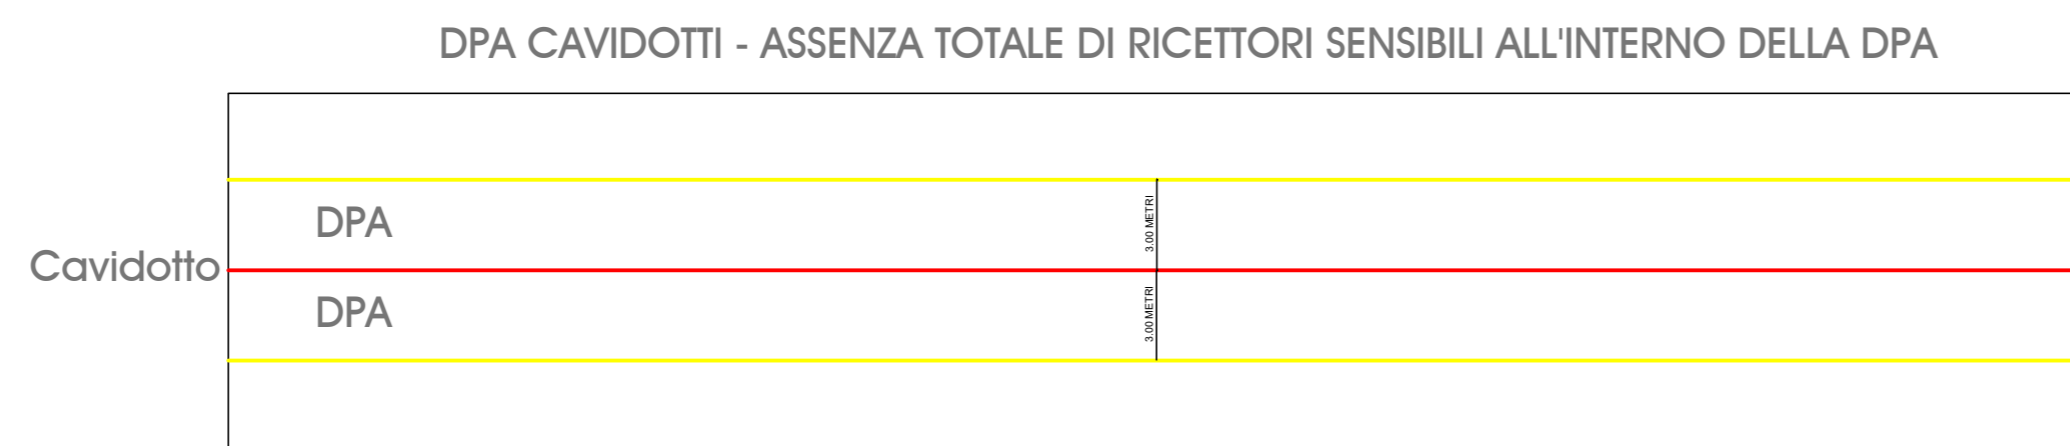 DPA CAVIDOTTI - ASSENZA TOTALE DI RICETTORI SENSIBILI ALL'INTERNO DELLA DPA
DPA
3.00 METRI
Cavidotto
DPA
3.00 METRI